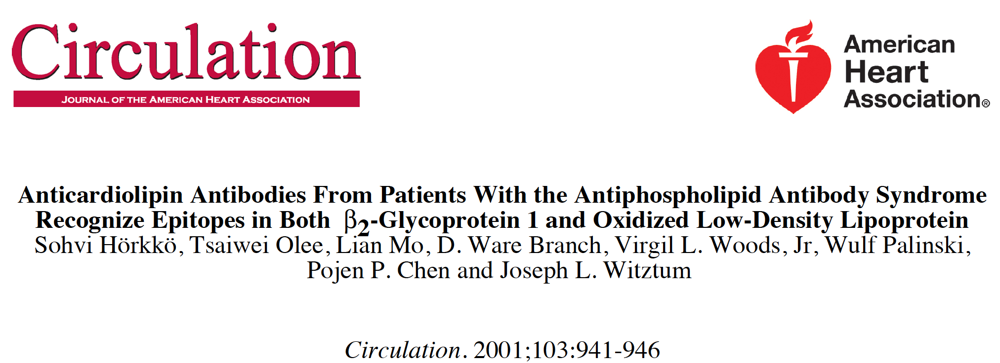 Circulation
JOURNAL OF THE AMERICAN HEART ASSOCIATION
American
Heart
Association®
Anticardiolipin Antibodies From Patients With the Antiphospholipid Antibody Syndrome
Recognize Epitopes in Both β2-Glycoprotein 1 and Oxidized Low-Density Lipoprotein
Sohvi Hörkkö, Tsaiwei Olee, Lian Mo, D. Ware Branch, Virgil L. Woods, Jr, Wulf Palinski,
Pojen P. Chen and Joseph L. Witztum
Circulation. 2001;103:941-946